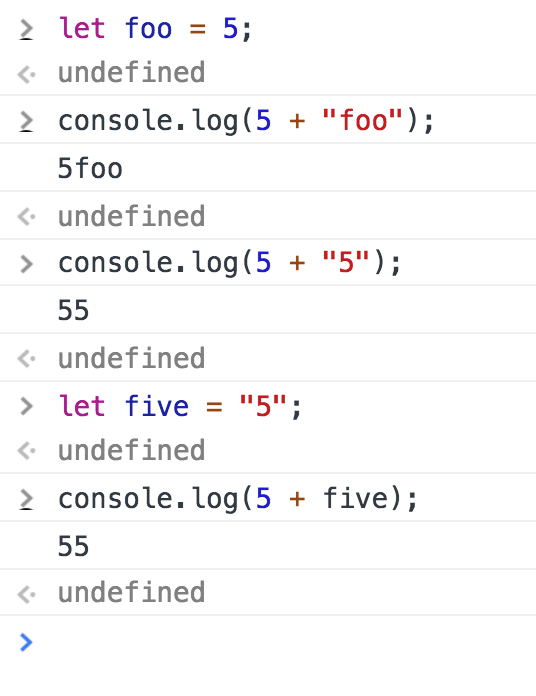 let foo = 5;
undefined
console.log(5 + "foo");
5foo
undefined
console.log(5 + "5");
55
undefined
let five = "5";
undefined
console.log(5 + five);
55
undefined